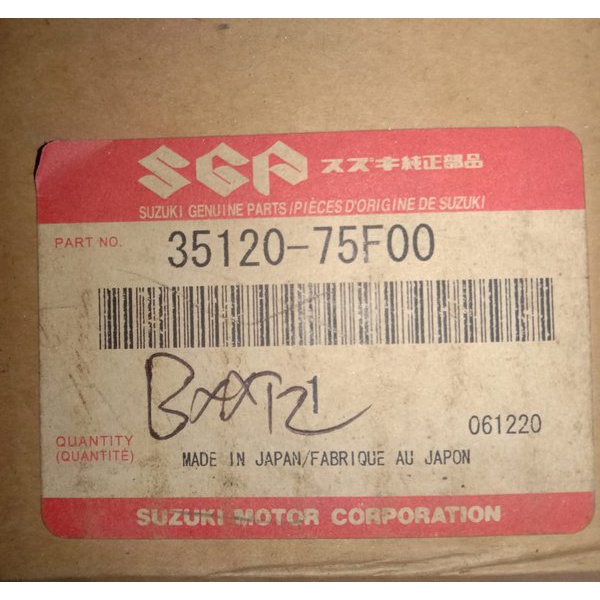 SGP スズキ純正部品
SUZUKI GENUINE PARTS/PIÈCES D'ORIGINE DE SUZUKI
PART NO. 35120-75F00
1
QUANTITY
(QUANTITÉ)
061220
MADE IN JAPAN/FABRIQUE AU JAPON
SUZUKI MOTOR CORPORATION